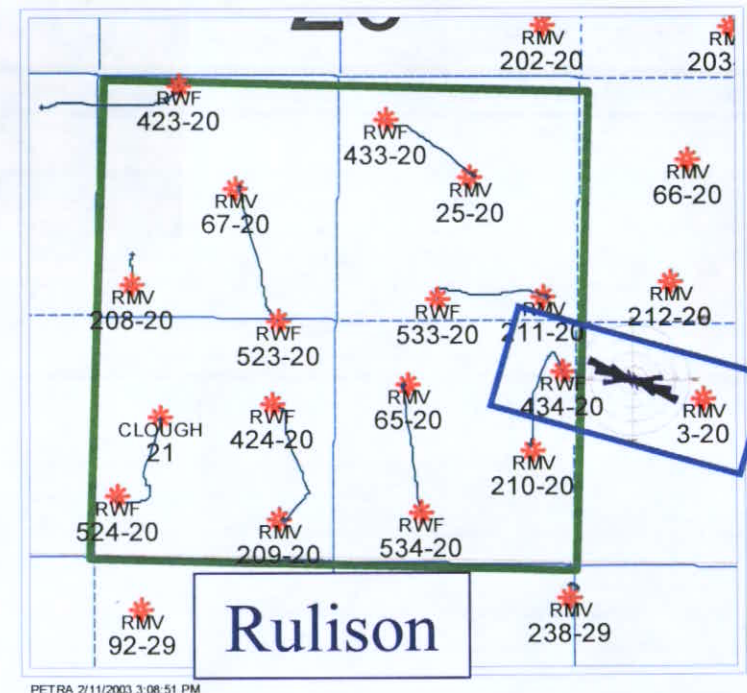 RMV
202-20
203-
RWF
423-20
RWF
433-20
RMV
25-20
RMV
66-20
RMV
67-20
RMV
208-20
RWF
523-20
RWF
533-20
RMV
211-20
RMV
212-20
CLOUGH
21
RWF
424-20
RMV
65-20
RWF
434-20
RMV
3-20
RMV
210-20
RWF
524-20
RMV
209-20
RWF
534-20
RMV
92-29
Rulison
RMV
238-29
PETRA 2/11/2003 3:08:51 PM